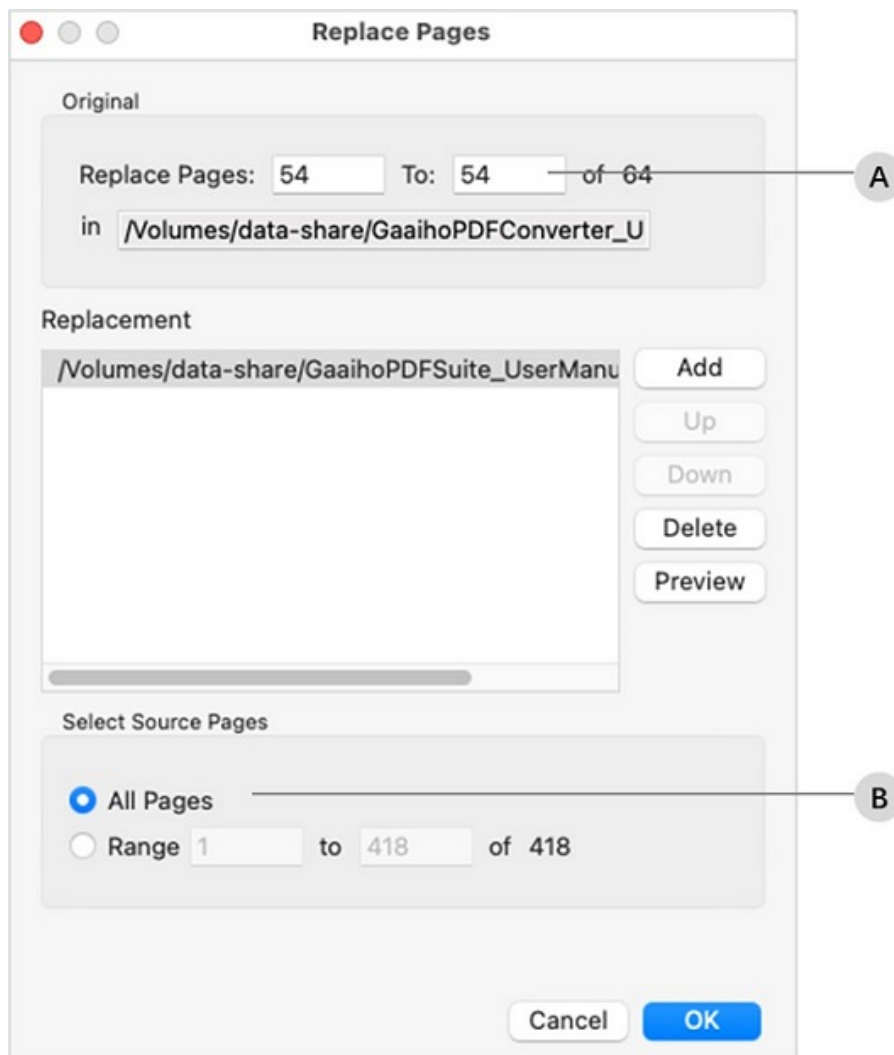 Replace Pages
Original
Replace Pages: 54 To: 54 of 64
A
in /Volumes/data-share/GaaihoPDFConverter_U
Replacement
/Volumes/data-share/GaaihoPDFSuite_UserManu
Add
Up
Down
Delete
Preview
Select Source Pages
All Pages
B
Range 1 to 418 of 418
Cancel OK